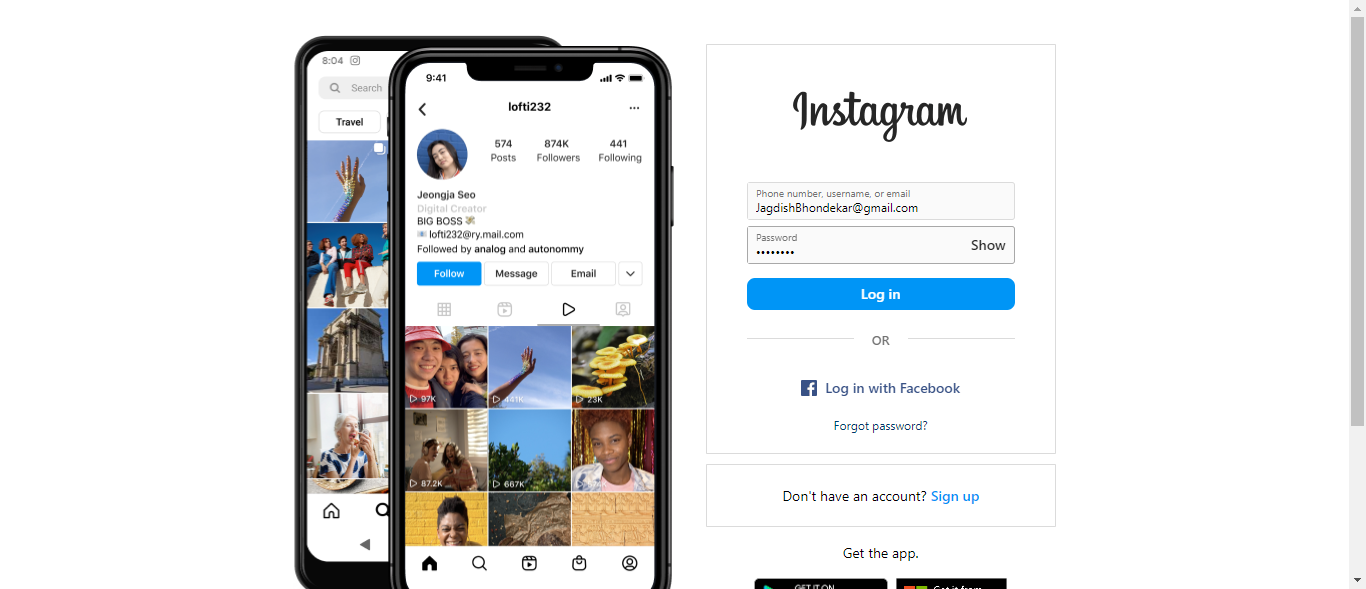 8:04
Search
Travel
9:41
lofti232
574 874K 441
Posts Followers Following
Jeongja Seo
Digital Creator
BIG BOSS
lofti232@ry.mail.com
Followed by analog and autonommy
Follow Message Email
97K 441K 23K
87.2K 667K
Instagram
Phone number, username, or email
JagdishBhondekar@gmail.com
Password
•••••••• Show
Log in
OR
Log in with Facebook
Forgot password?
Don't have an account? Sign up
Get the app.
GET IT ON
Get it from